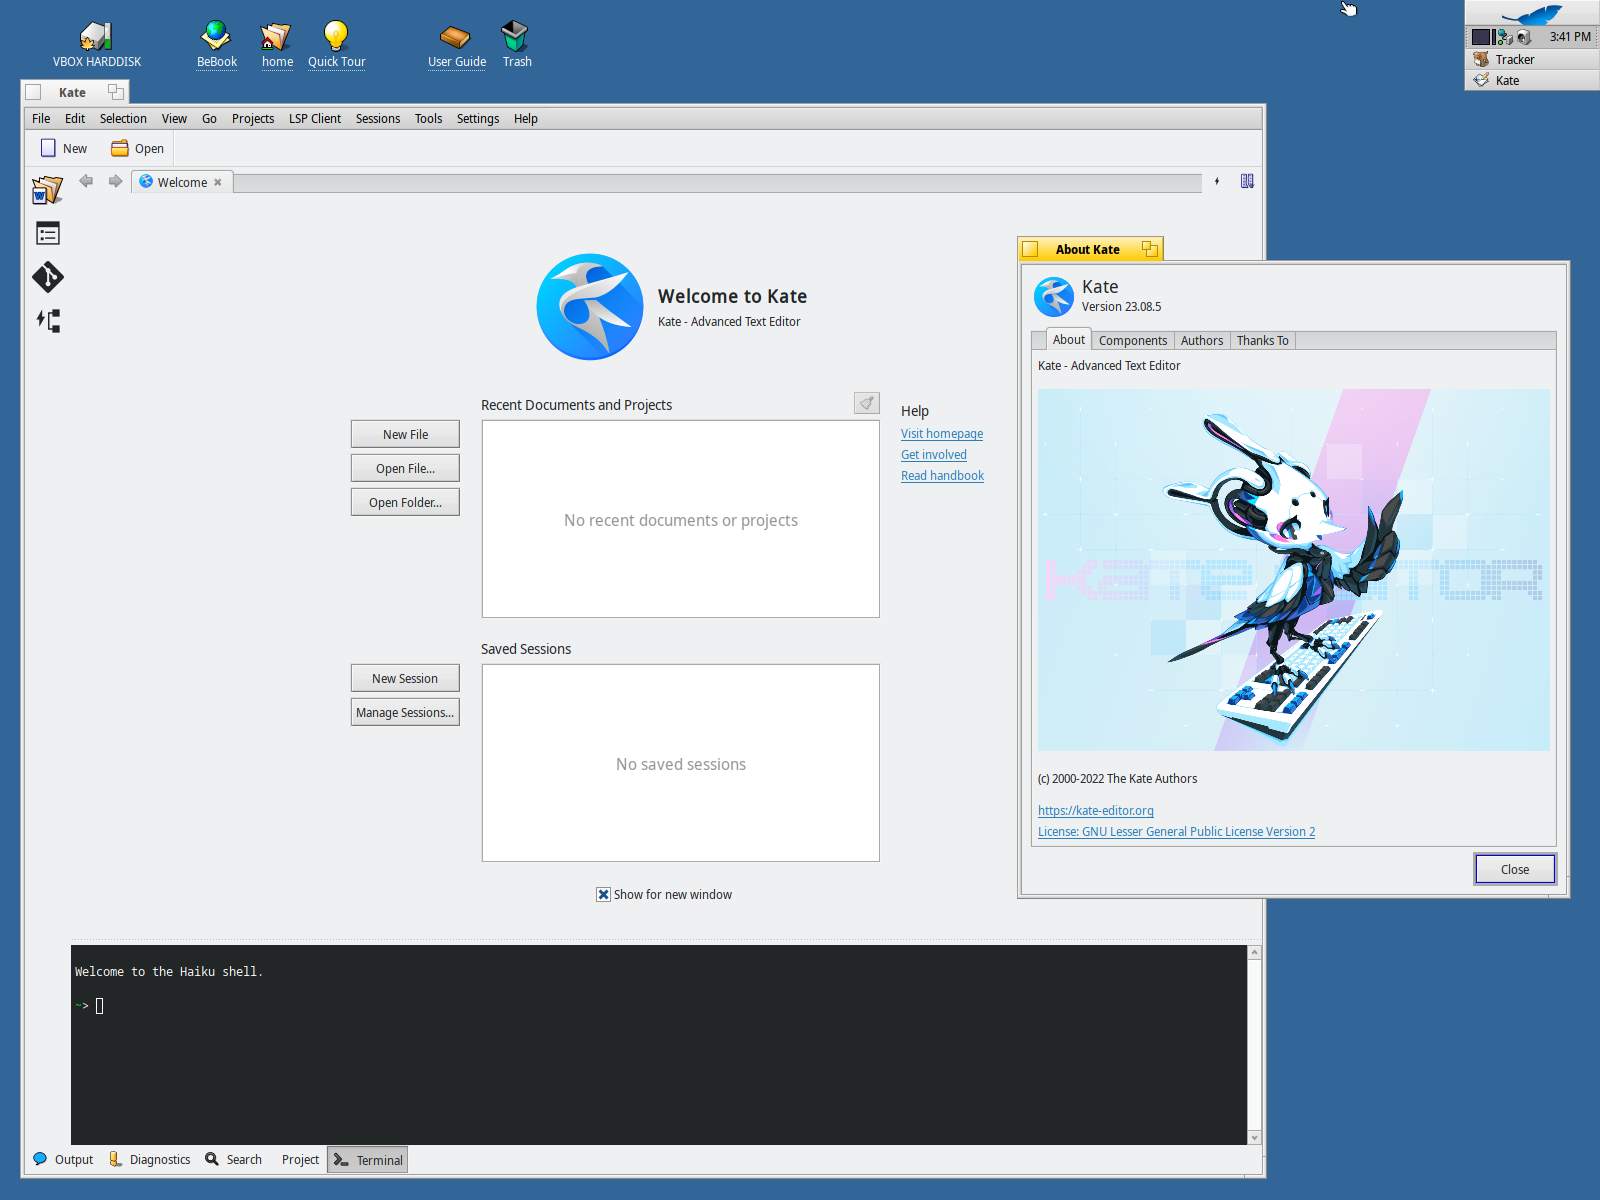 VBOX HARDDISK
BeBook
home
Quick Tour
User Guide
Trash
3:41 PM
Tracker
Kate
Kate
File Edit Selection View Go Projects LSP Client Sessions Tools Settings Help
New Open
Welcome
Welcome to Kate
Kate - Advanced Text Editor
Recent Documents and Projects
New File
Open File...
Open Folder...
No recent documents or projects
Help
Visit homepage
Get involved
Read handbook
Saved Sessions
New Session
Manage Sessions...
No saved sessions
Show for new window
Welcome to the Haiku shell.
~>
Output Diagnostics Search Project Terminal
About Kate
Kate
Version 23.08.5
About Components Authors Thanks To
Kate - Advanced Text Editor
(c) 2000-2022 The Kate Authors
https://kate-editor.org
License: GNU Lesser General Public License Version 2
Close